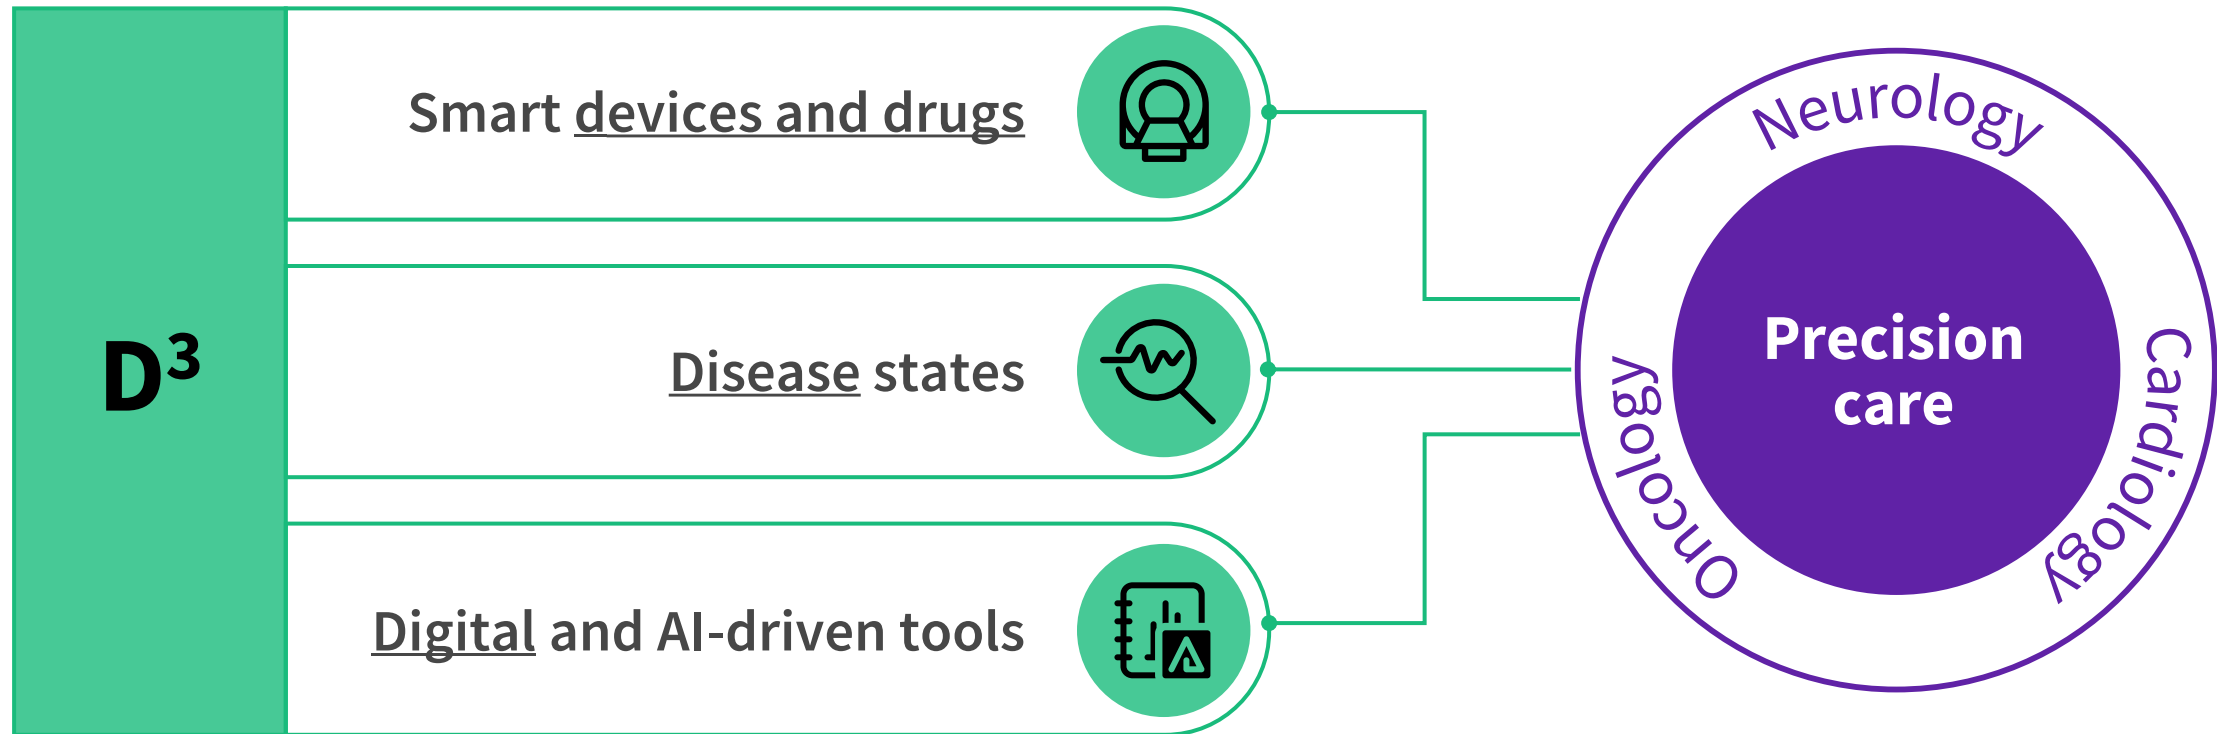 D³
Smart devices and drugs
Disease states
Digital and AI-driven tools
Neurology
Cardiology
Oncology
Precision
care